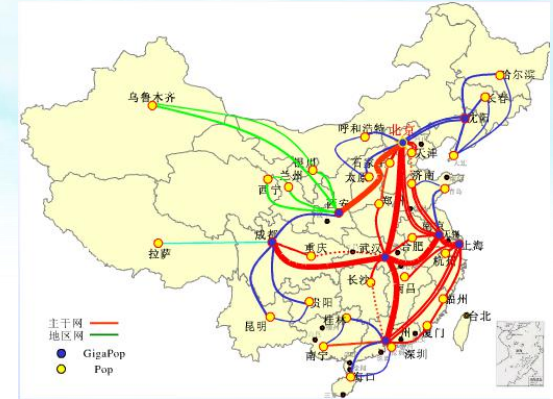 哈尔滨
长春
乌鲁木齐
沈阳
呼和浩特
北京
大连
天津
银川
石家
太原
兰州
济南
西宁
郑州
西安
南京
成都
武汉
合肥
上海
拉萨
重庆
杭州
长沙
南昌
贵阳
福州
桂林
台北
昆明
厦门
主干网
地区网
南宁
深圳
GigaPop
海口
Pop